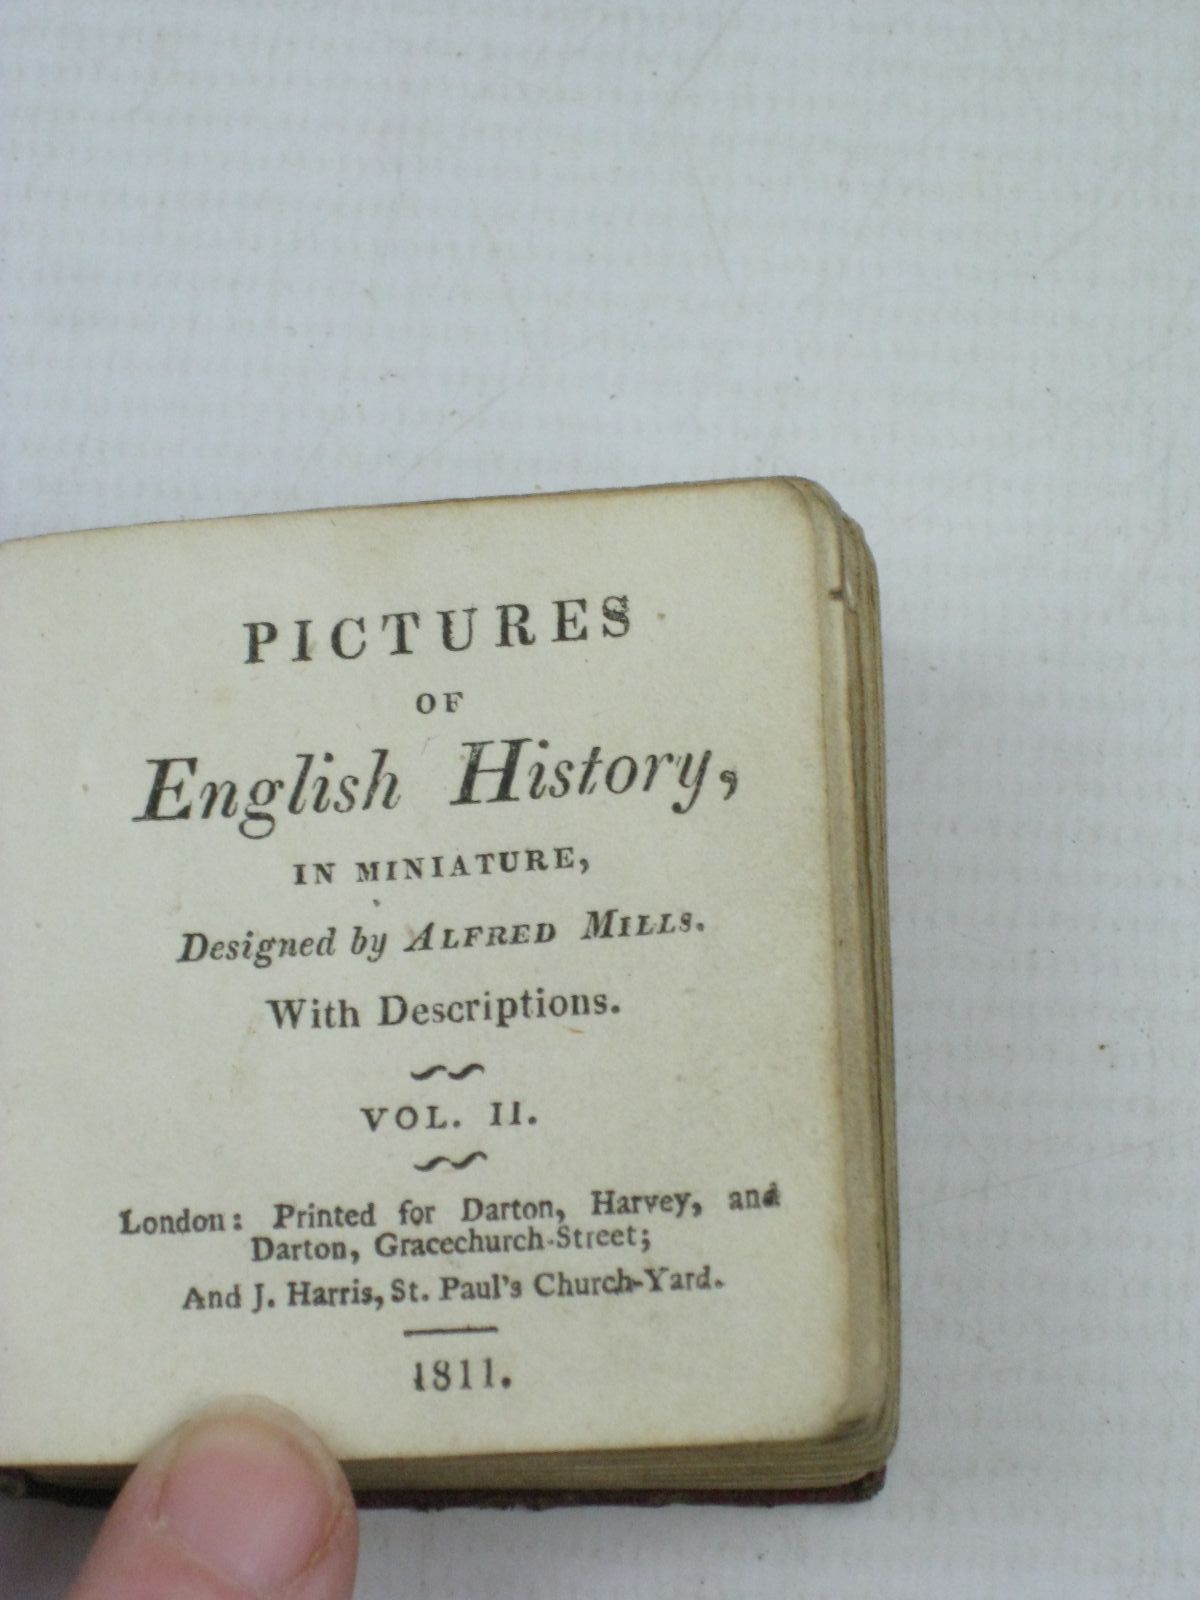 PICTURES
OF
English History,
IN MINIATURE,
Designed by ALFRED MILLS.
With Descriptions.
VOL. II.
London: Printed for Darton, Harvey, and
Darton, Gracechurch-Street;
And J. Harris, St. Paul's Church-Yard.
1811.